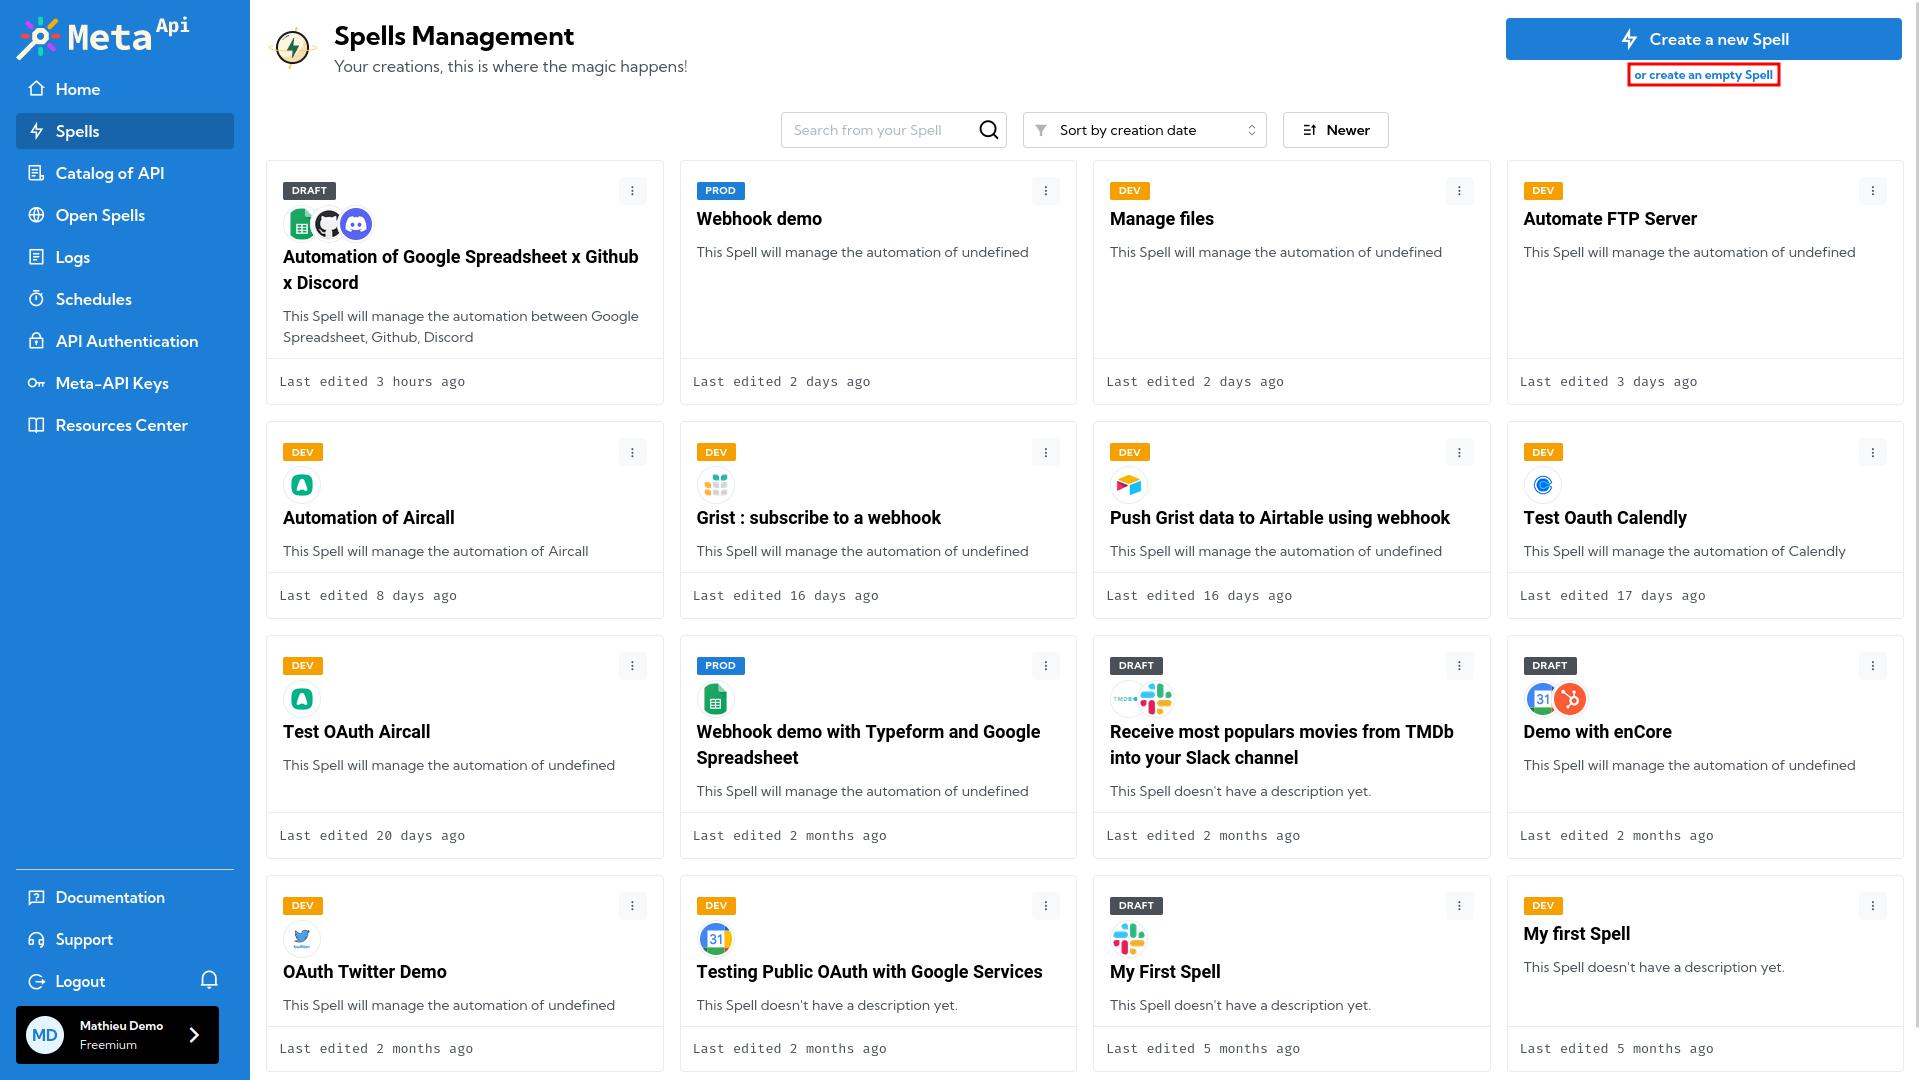 Meta Api
Home
Spells
Catalog of API
Open Spells
Logs
Schedules
API Authentication
Meta-API Keys
Resources Center
Documentation
Support
Logout
MD
Mathieu Demo
Freemium
Spells Management
Your creations, this is where the magic happens!
Create a new Spell
or create an empty Spell
Search from your Spell
Sort by creation date
Newer
DRAFT
Automation of Google Spreadsheet x Github
x Discord
This Spell will manage the automation between Google
Spreadsheet, Github, Discord
Last edited 3 hours ago
PROD
Webhook demo
This Spell will manage the automation of undefined
Last edited 2 days ago
DEV
Manage files
This Spell will manage the automation of undefined
Last edited 2 days ago
DEV
Automate FTP Server
This Spell will manage the automation of undefined
Last edited 3 days ago
DEV
Automation of Aircall
This Spell will manage the automation of Aircall
Last edited 8 days ago
DEV
Grist : subscribe to a webhook
This Spell will manage the automation of undefined
Last edited 16 days ago
DEV
Push Grist data to Airtable using webhook
This Spell will manage the automation of undefined
Last edited 16 days ago
DEV
Test Oauth Calendly
This Spell will manage the automation of Calendly
Last edited 17 days ago
DEV
Test OAuth Aircall
This Spell will manage the automation of undefined
Last edited 20 days ago
PROD
Webhook demo with Typeform and Google
Spreadsheet
This Spell will manage the automation of undefined
Last edited 2 months ago
DRAFT
TMDB
Receive most populars movies from TMDb
into your Slack channel
This Spell doesn't have a description yet.
Last edited 2 months ago
DRAFT
31
Demo with enCore
This Spell will manage the automation of undefined
Last edited 2 months ago
DEV
twitter
OAuth Twitter Demo
This Spell will manage the automation of undefined
Last edited 2 months ago
DEV
31
Testing Public OAuth with Google Services
This Spell doesn't have a description yet.
Last edited 2 months ago
DRAFT
My First Spell
This Spell doesn't have a description yet.
Last edited 5 months ago
DEV
My first Spell
This Spell doesn't have a description yet.
Last edited 5 months ago